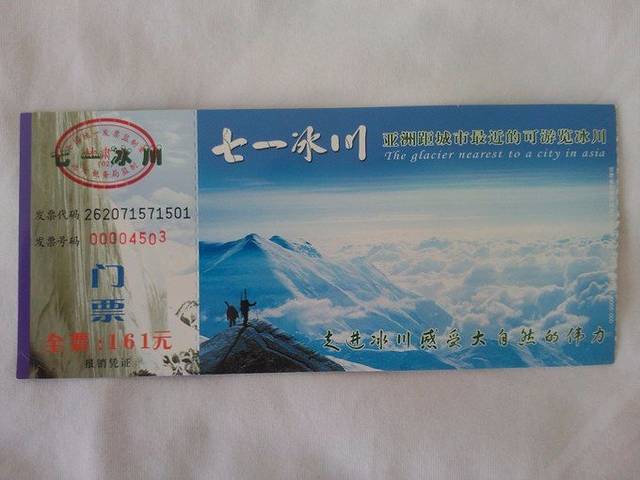 七一冰川
发票代码 262071571501
发票号码 00004503
门
票
全票:161元
报销凭证
七一冰川
亚洲距城市最近的可游览冰川
The glacier nearest to a city in asia
走进冰川感受大自然的伟力